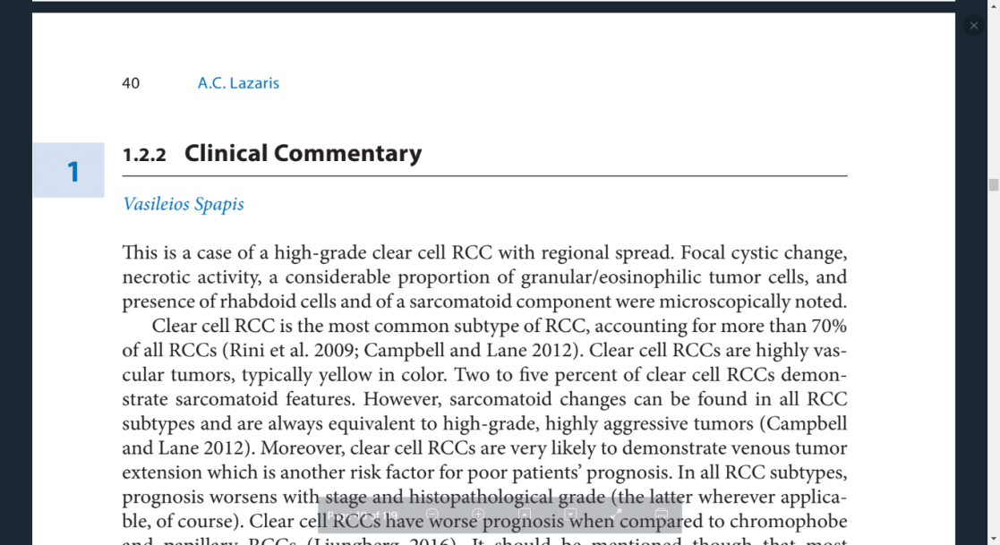 40 A.C. Lazaris
1.2.2 Clinical Commentary
1
Vasileios Spapis
This is a case of a high-grade clear cell RCC with regional spread. Focal cystic change,
necrotic activity, a considerable proportion of granular/eosinophilic tumor cells, and
presence of rhabdoid cells and of a sarcomatoid component were microscopically noted.
Clear cell RCC is the most common subtype of RCC, accounting for more than 70%
of all RCCs (Rini et al. 2009; Campbell and Lane 2012). Clear cell RCCs are highly vas-
cular tumors, typically yellow in color. Two to five percent of clear cell RCCs demon-
strate sarcomatoid features. However, sarcomatoid changes can be found in all RCC
subtypes and are always equivalent to high-grade, highly aggressive tumors (Campbell
and Lane 2012). Moreover, clear cell RCCs are very likely to demonstrate venous tumor
extension which is another risk factor for poor patients’ prognosis. In all RCC subtypes,
prognosis worsens with stage and histopathological grade (the latter wherever applica-
ble, of course). Clear cell RCCs have worse prognosis when compared to chromophobe
and papillary RCCs (Ljungberg 2016). It should be mentioned though that most